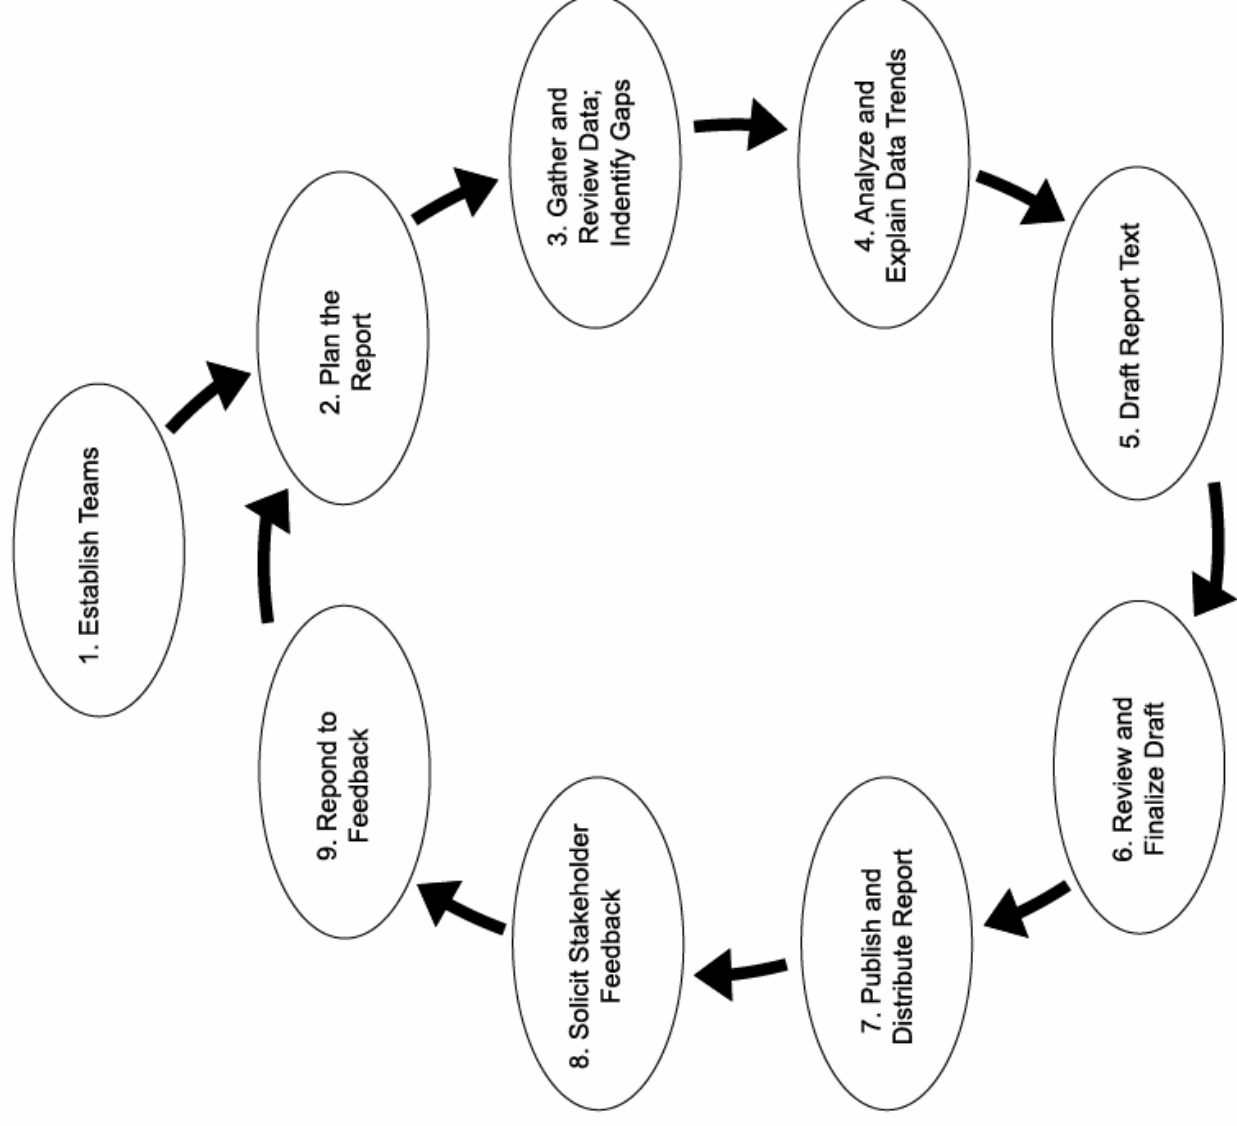 1. Establish Teams
2. Plan the
Report
3. Gather and
Review Data;
Indentify Gaps
4. Analyze and
Explain Data Trends
5. Draft Report Text
6. Review and
Finalize Draft
7. Publish and
Distribute Report
8. Solicit Stakeholder
Feedback
9. Repond to
Feedback